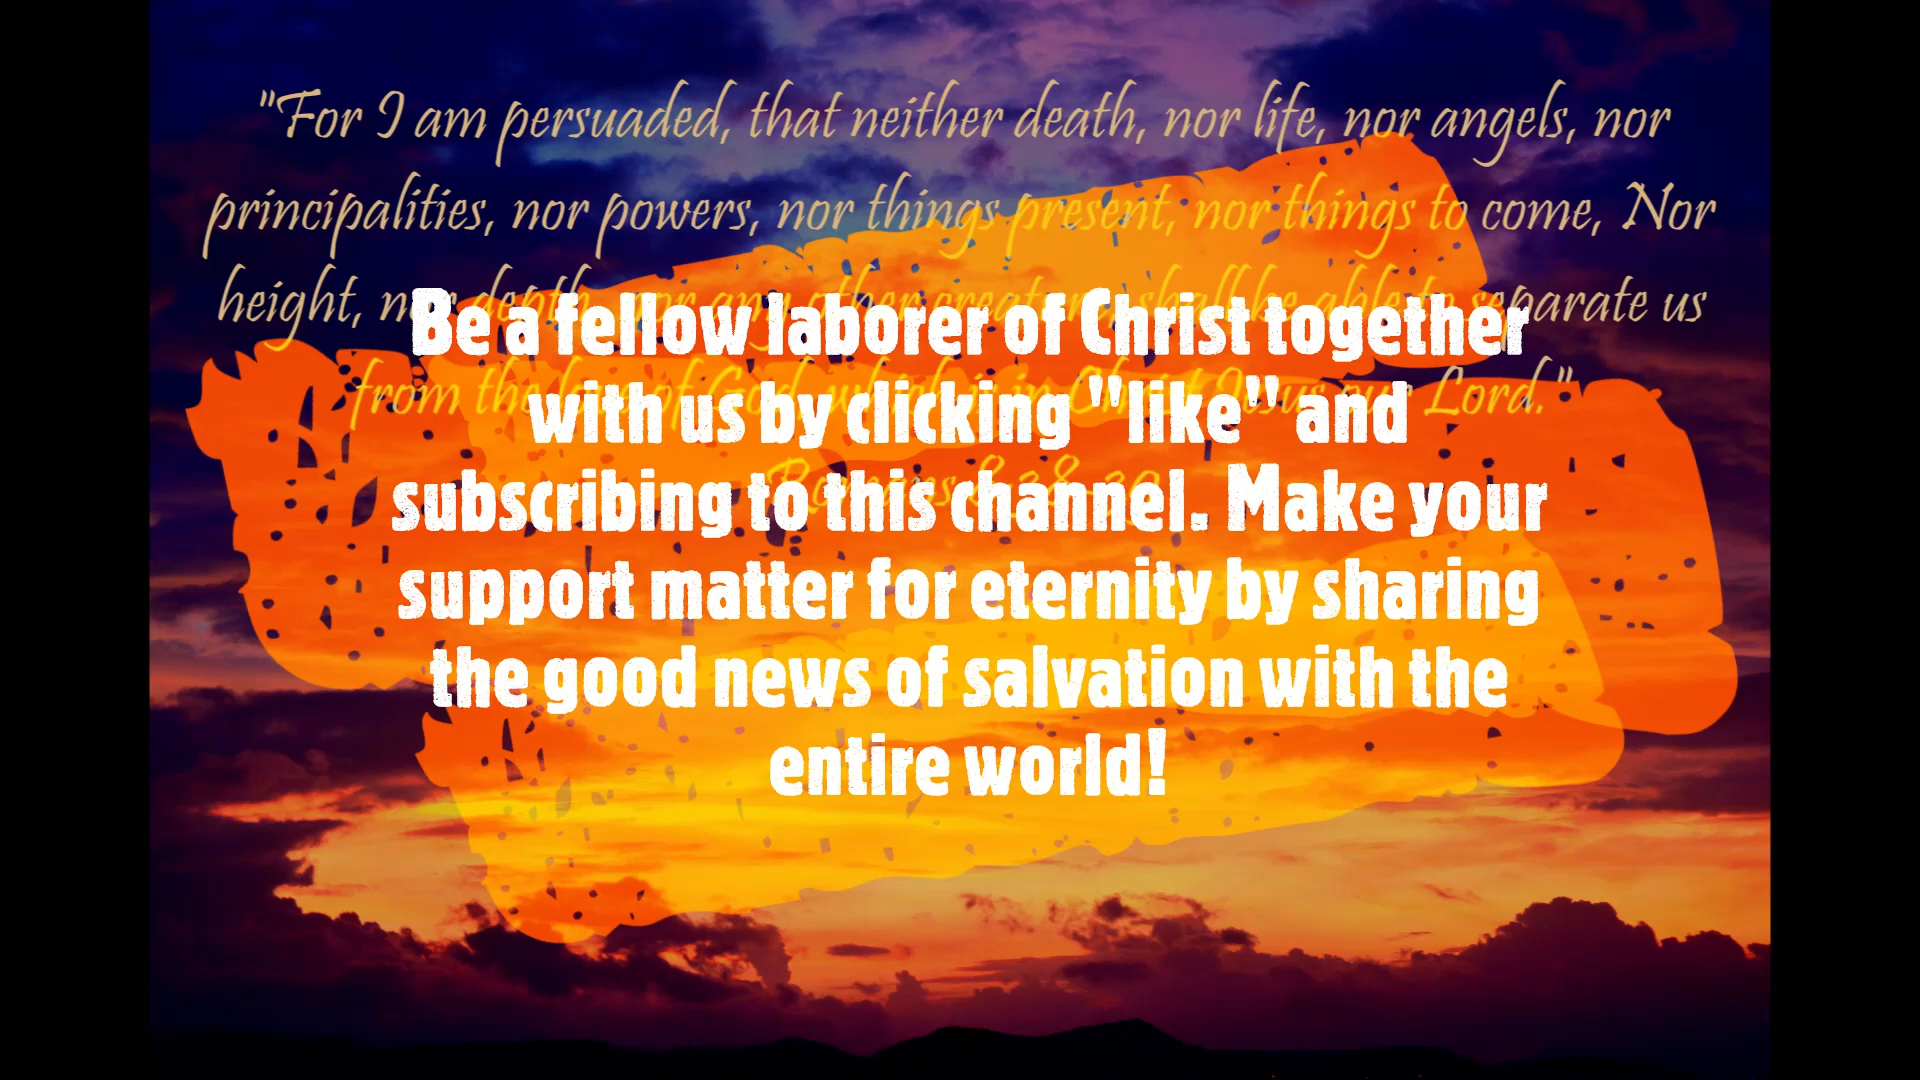 "For I am persuaded, that neither death, nor life, nor angels, nor
principalities, nor powers, nor things present, nor things to come, Nor
height, nor depth, nor any other creature, shall be able to separate us
from the love of God, which is in Christ Jesus our Lord."
Romans 8:38-39
Be a fellow laborer of Christ together
with us by clicking "like" and
subscribing to this channel. Make your
support matter for eternity by sharing
the good news of salvation with the
entire world!